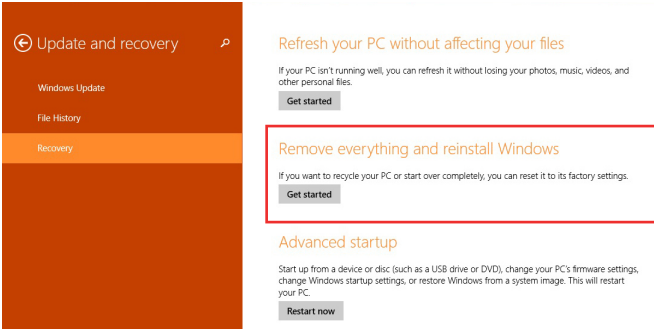 Update and recovery
Windows Update
File History
Recovery
Refresh your PC without affecting your files
If your PC isn't running well, you can refresh it without losing your photos, music, videos, and
other personal files.
Get started
Remove everything and reinstall Windows
If you want to recycle your PC or start over completely, you can reset it to its factory settings.
Get started
Advanced startup
Start up from a device or disc (such as a USB drive or DVD), change your PC's firmware settings,
change Windows startup settings, or restore Windows from a system image. This will restart
your PC.
Restart now